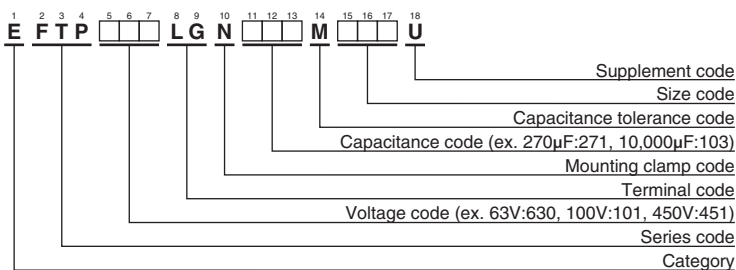 1 2 3 4 5 6 7 8 9 10 11 12 13 14 15 16 17 18
E FTP □□□ LG N □□□ M □□□ U
Supplement code
Size code
Capacitance tolerance code
Capacitance code (ex. 270µF:271, 10,000µF:103)
Mounting clamp code
Terminal code
Voltage code (ex. 63V:630, 100V:101, 450V:451)
Series code
Category